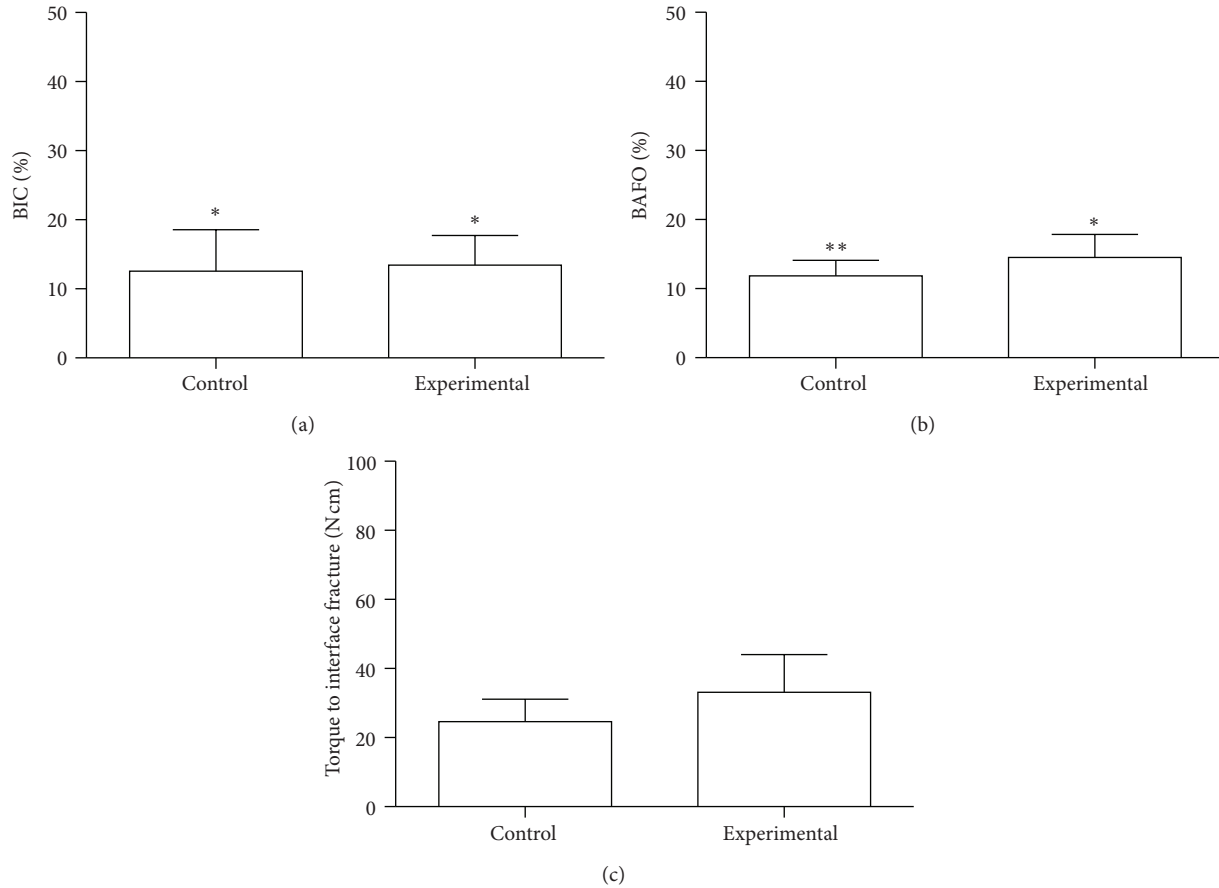 50
40
30
20
10
0
BIC (%)
*
*
Control
Experimental
(a)
50
40
30
20
10
0
BAFO (%)
**
*
Control
Experimental
(b)
100
80
60
40
20
0
Torque to interface fracture (N cm)
Control
Experimental
(c)